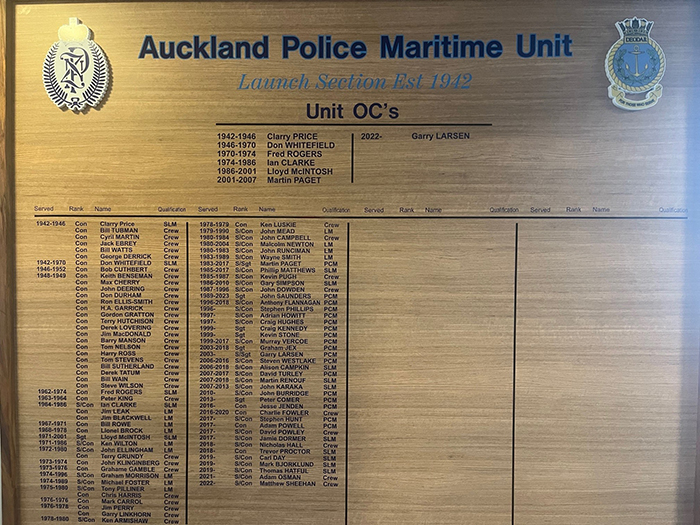 DEODAR
Auckland Police Maritime Unit
Launch Section Est 1942
Unit OC's
1942-1946 Clarry PRICE
1946-1970 Don WHITEFIELD
1970-1974 Fred ROGERS
1974-1986 Ian CLARKE
1986-2001 Lloyd McINTOSH
2001-2007 Martin PAGET
2022- Garry LARSEN
Served Rank Name Qualification Served Rank Name Qualification Served Rank Name Qualification Served Rank Name Qualification
1942-1946 Con Clarry Price SLM
Con Bill TUBMAN Crew
Con Cyril MARTIN Crew
Con Jack EBREY Crew
Con Bill WATTS Crew
Con George DERRICK Crew
1942-1970 Con Don WHITEFIELD SLM
1946-1952 Con Bob CUTHBERT Crew
1948-1949 Con Keith BENSEMAN Crew
Con Max CHERRY Crew
Con John DEERING Crew
Con Don DURHAM Crew
Con Ron ELLIS-SMITH Crew
Con H.A. GARRICK Crew
Con Gordon GRATTON Crew
Con Terry HUTCHISON Crew
Con Derek LOVERING Crew
Con Jim MacDONALD Crew
Con Barry MANSON Crew
Con Tom NELSON Crew
Con Harry ROSS Crew
Con Tom STEVENS Crew
Con Bill SUTHERLAND Crew
Con Derek TATUM Crew
Con Bill WAIN Crew
Con Steve WILSON Crew
1962-1974 Con Fred ROGERS SLM
1963-1964 Con Peter KING Crew
1964-1986 S/Con Ian CLARKE SLM
Con Jim LEAK LM
Con Jim BLACKWELL LM
1967-1971 Con Bill ROWE LM
1968-1978 Con Lionel BROCK LM
1971-2001 Sgt Lloyd McINTOSH SLM
1971-1986 S/Con Ken WILTON LM
1972-1980 S/Con John ELLINGHAM LM
Con Terry GRUNDY Crew
1973-1974 Con John KLINGINBERG Crew
1973-1976 Con Grahame GAMBLE Crew
1974-1996 S/Con Graham MORRISON LM
1974-1989 S/Con Michael FOSTER LM
1975-1980 S/Con Tony PILLINER LM
Con Chris HARRIS Crew
1976-1976 Con Mark CARROL Crew
1976-1978 Con Jim PERRY Crew
Con Garry LINKHORN Crew
1978-1980 S/Con Ken ARMISHAW Crew
1978-1979 Con Ken LUSKIE Crew
1979-1990 S/Con John MEAD LM
1980-1984 S/Con John CAMPBELL Crew
1980-2004 S/Con Malcolm NEWTON LM
1980-1983 S/Con John RUNCIMAN LM
1983-1989 S/Con Wayne SMITH LM
1983-2017 S/Sgt Martin PAGET PCM
1985-2017 S/Con Phillip MATTHEWS SLM
1985-1987 S/Con Kevin PUGH Crew
1986-2010 S/Con Gary SIMPSON SLM
1987-1996 S/Con John DOWDEN Crew
1989-2023 Sgt John SAUNDERS PCM
1996-2018 S/Con Anthony FLANNAGAN PCM
1996- S/Con Stephen PHILLIPS PCM
1997- S/Con Adrian HOWITT PCM
1997- S/Con Craig HUGHES PCM
1999- Sgt Craig KENNEDY PCM
1999- Sgt Kevin STONE PCM
1999-2017 S/Con Murray VERCOE PCM
2003-2018 Sgt Graham JEX PCM
2003- S/Sgt Garry LARSEN PCM
2006-2016 S/Con Steven WESTLAKE PCM
2006-2018 S/Con Alison CAMPKIN SLM
2007-2007 S/Con David TURLEY PCM
2007-2018 S/Con Martin RENOUF SLM
2007-2013 S/Con John KARAKA SLM
2010- S/Con John BURRIDGE PCM
2013- Sgt Peter COMER PCM
2016- Con Jesse JENDEN PCM
2016-2020 Con Charlie FOWLER Crew
2017- S/Con Stephen HUNT PCM
2017- Con Adam POWELL PCM
2017- S/Con David POWLEY Crew
2017- S/Con Jamie DORMER SLM
2018- S/Con Nicholas HALL Crew
2018- Con Trevor PROCTOR SLM
2019- S/Con Carl DAY SLM
2019- S/Con Mark BJORKLUND SLM
2019- S/Con Thomas HATFUL SLM
2021- S/Con Adam OSMAN Crew
2022- S/Con Matthew SHEEHAN Crew